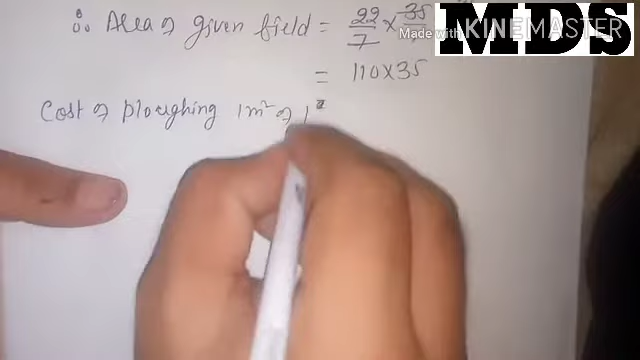 ∴ Area of given field = 22/7 × 35
= 110×35
Cost of ploughing 1m² of
MDS
Made with KINEMASTER